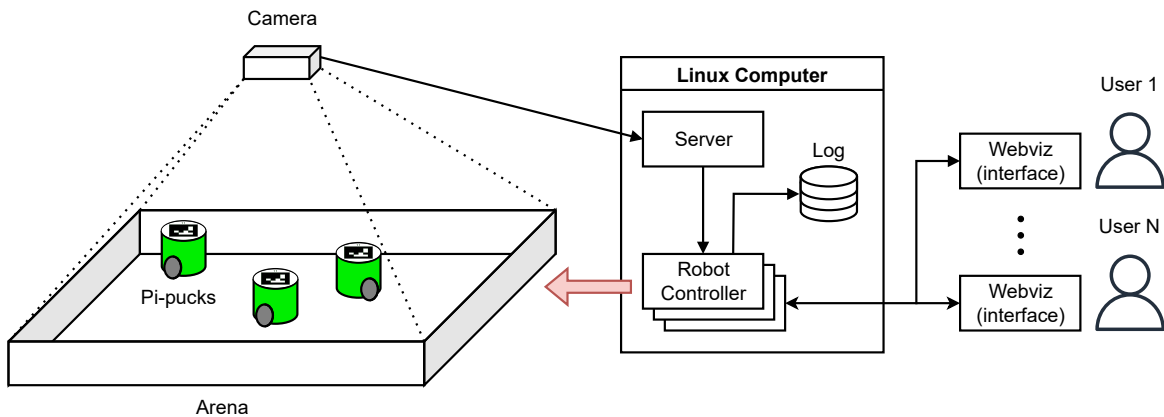 Camera
Linux Computer
Server
Log
Robot
Controller
Pi-pucks
Arena
User 1
Webviz
(interface)
User N
Webviz
(interface)